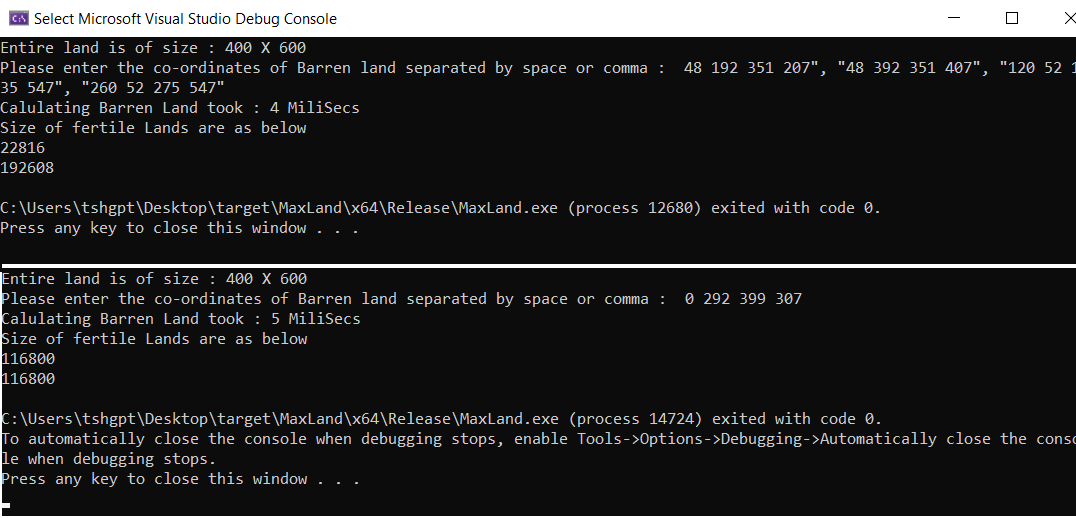 Select Microsoft Visual Studio Debug Console
Entire land is of size : 400 X 600
Please enter the co-ordinates of Barren land separated by space or comma :  48 192 351 207", "48 392 351 407", "120 52 1
35 547", "260 52 275 547"
Calulating Barren Land took : 4 MiliSecs
Size of fertile Lands are as below
22816
192608
C:\Users\tshgpt\Desktop\target\MaxLand\x64\Release\MaxLand.exe (process 12680) exited with code 0.
Press any key to close this window . . .
Entire land is of size : 400 X 600
Please enter the co-ordinates of Barren land separated by space or comma :  0 292 399 307
Calulating Barren Land took : 5 MiliSecs
Size of fertile Lands are as below
116800
116800
C:\Users\tshgpt\Desktop\target\MaxLand\x64\Release\MaxLand.exe (process 14724) exited with code 0.
To automatically close the console when debugging stops, enable Tools->Options->Debugging->Automatically close the conso
le when debugging stops.
Press any key to close this window . . .